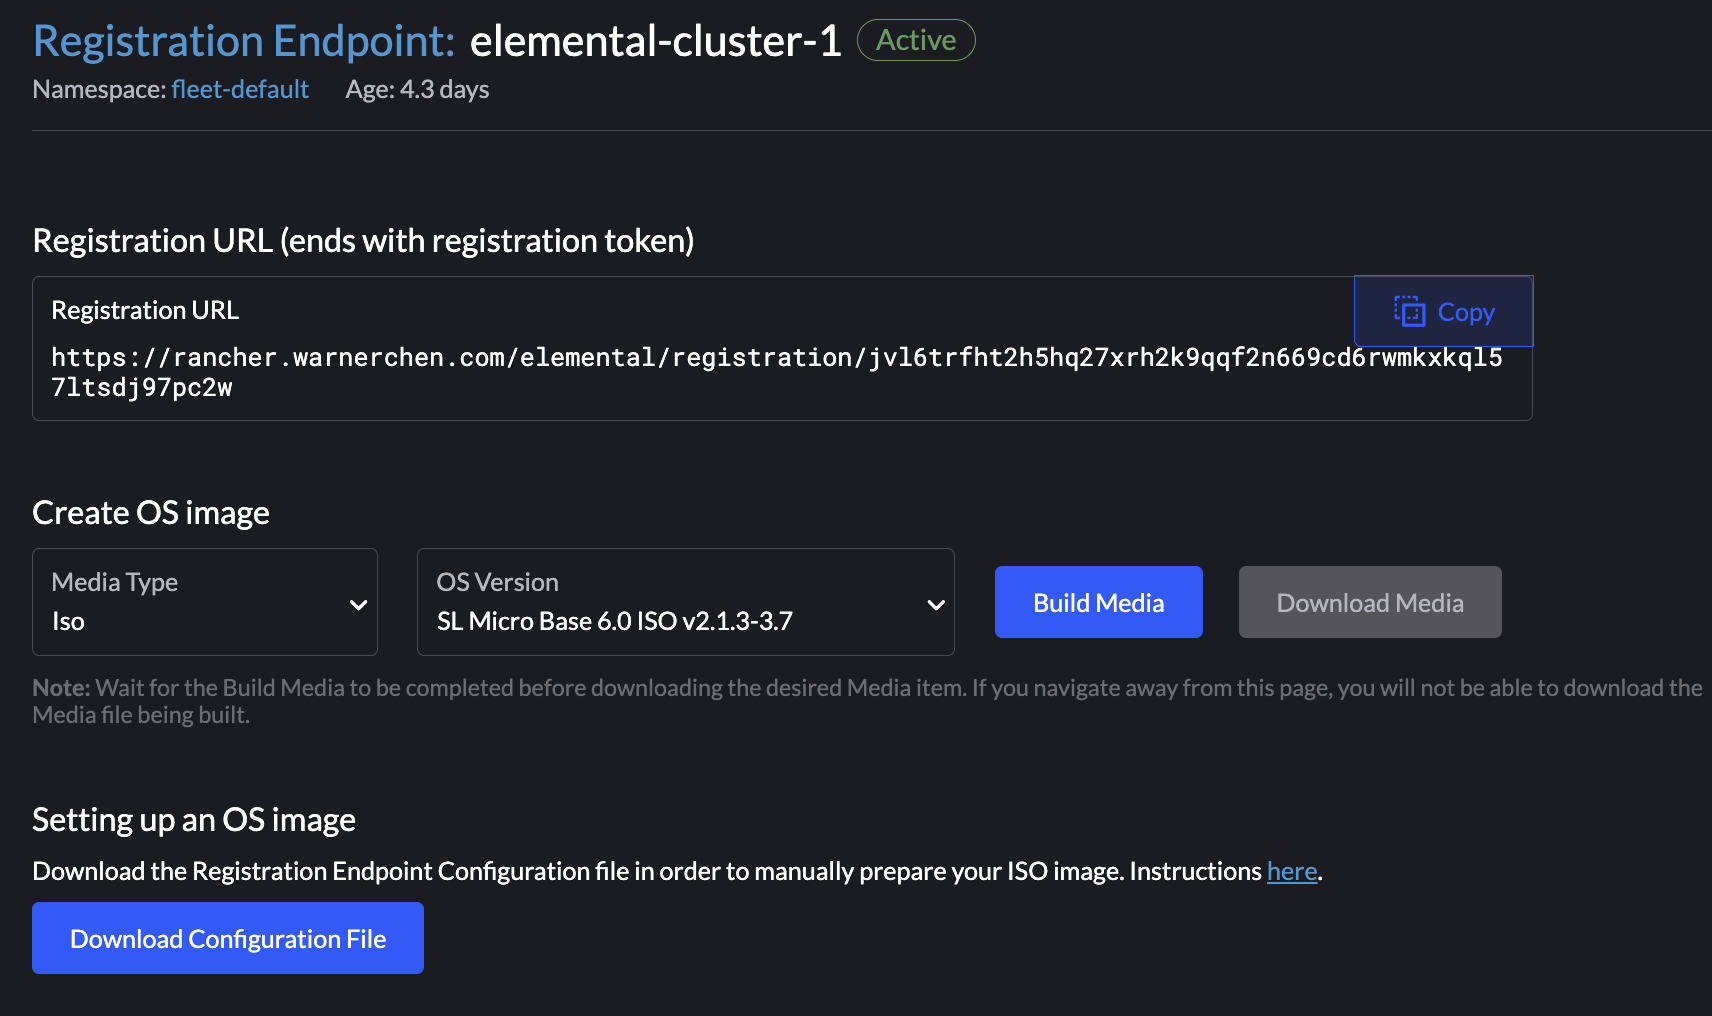 Registration Endpoint: elemental-cluster-1 Active
Namespace: fleet-default Age: 4.3 days
Registration URL (ends with registration token)
Registration URL
Copy
https://rancher.warnerchen.com/elemental/registration/jvl6trfht2h5hq27xrh2k9qqf2n669cd6rwmkxkql5
7ltsdj97pc2w
Create OS image
Media Type
Iso
OS Version
SL Micro Base 6.0 ISO v2.1.3-3.7
Build Media
Download Media
Note: Wait for the Build Media to be completed before downloading the desired Media item. If you navigate away from this page, you will not be able to download the
Media file being built.
Setting up an OS image
Download the Registration Endpoint Configuration file in order to manually prepare your ISO image. Instructions here.
Download Configuration File